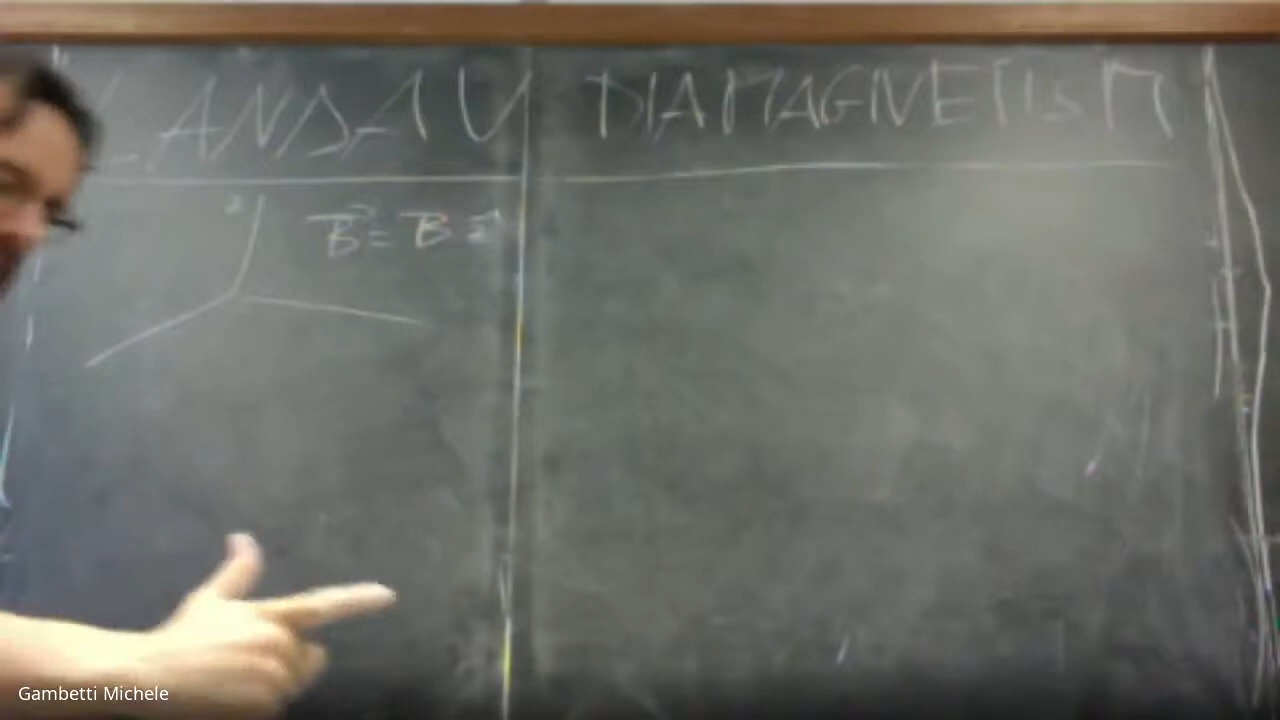 LANDAU DIAMAGNETISM
z B⃗ = B ẑ
Gambetti Michele